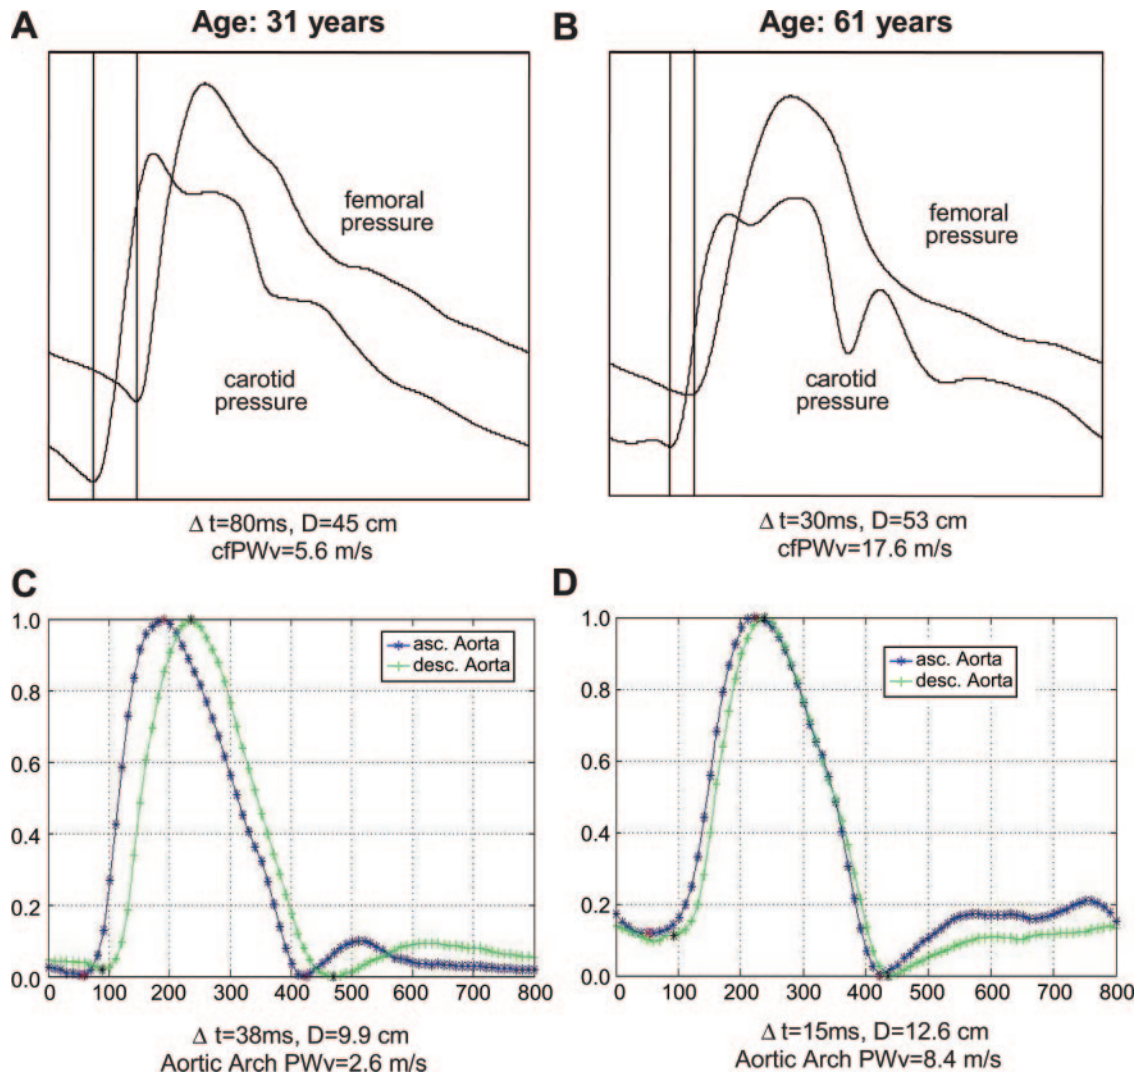 A
Age: 31 years
femoral
pressure
carotid
pressure
Δ t=80ms, D=45 cm
cfPWv=5.6 m/s
B
Age: 61 years
femoral
pressure
carotid
pressure
Δ t=30ms, D=53 cm
cfPWv=17.6 m/s
C
1.0
0.8
0.6
0.4
0.2
0.0
asc. Aorta
desc. Aorta
0 100 200 300 400 500 600 700 800
Δ t=38ms, D=9.9 cm
Aortic Arch PWv=2.6 m/s
D
1.0
0.8
0.6
0.4
0.2
0.0
asc. Aorta
desc. Aorta
0 100 200 300 400 500 600 700 800
Δ t=15ms, D=12.6 cm
Aortic Arch PWv=8.4 m/s